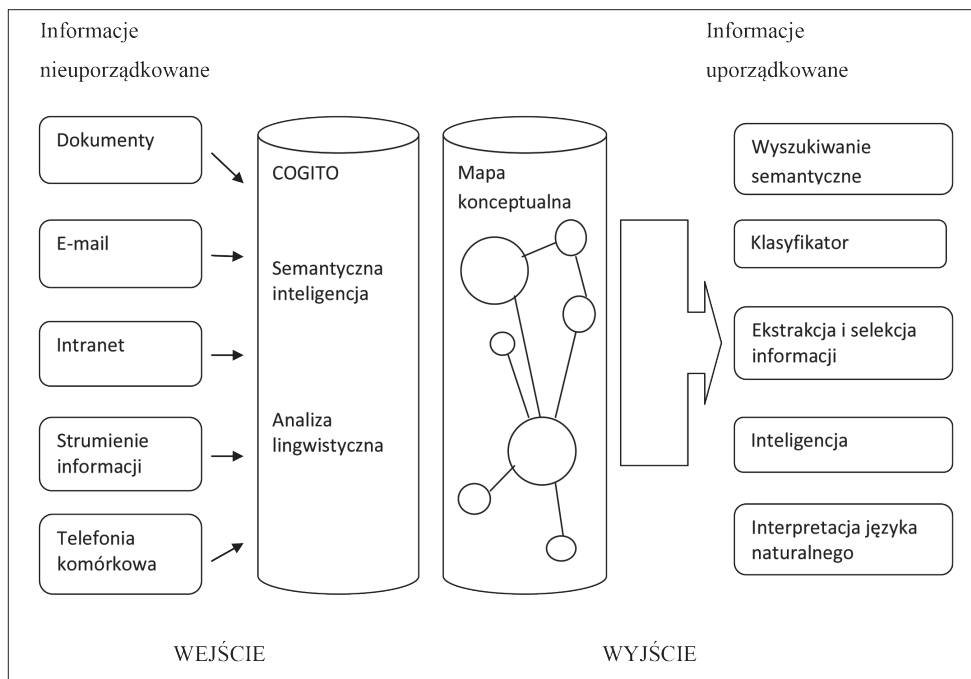 Informacje
nieuporządkowane
Informacje
uporządkowane
Dokumenty
E-mail
Intranet
Strumienie
informacji
Telefonia
komórkowa
COGITO
Semantyczna
inteligencja
Analiza
lingwistyczna
Mapa
konceptualna
Wyszukiwanie
semantyczne
Klasyfikator
Ekstrakcja i selekcja
informacji
Inteligencja
Interpretacja języka
naturalnego
WEJŚCIE
WYJŚCIE